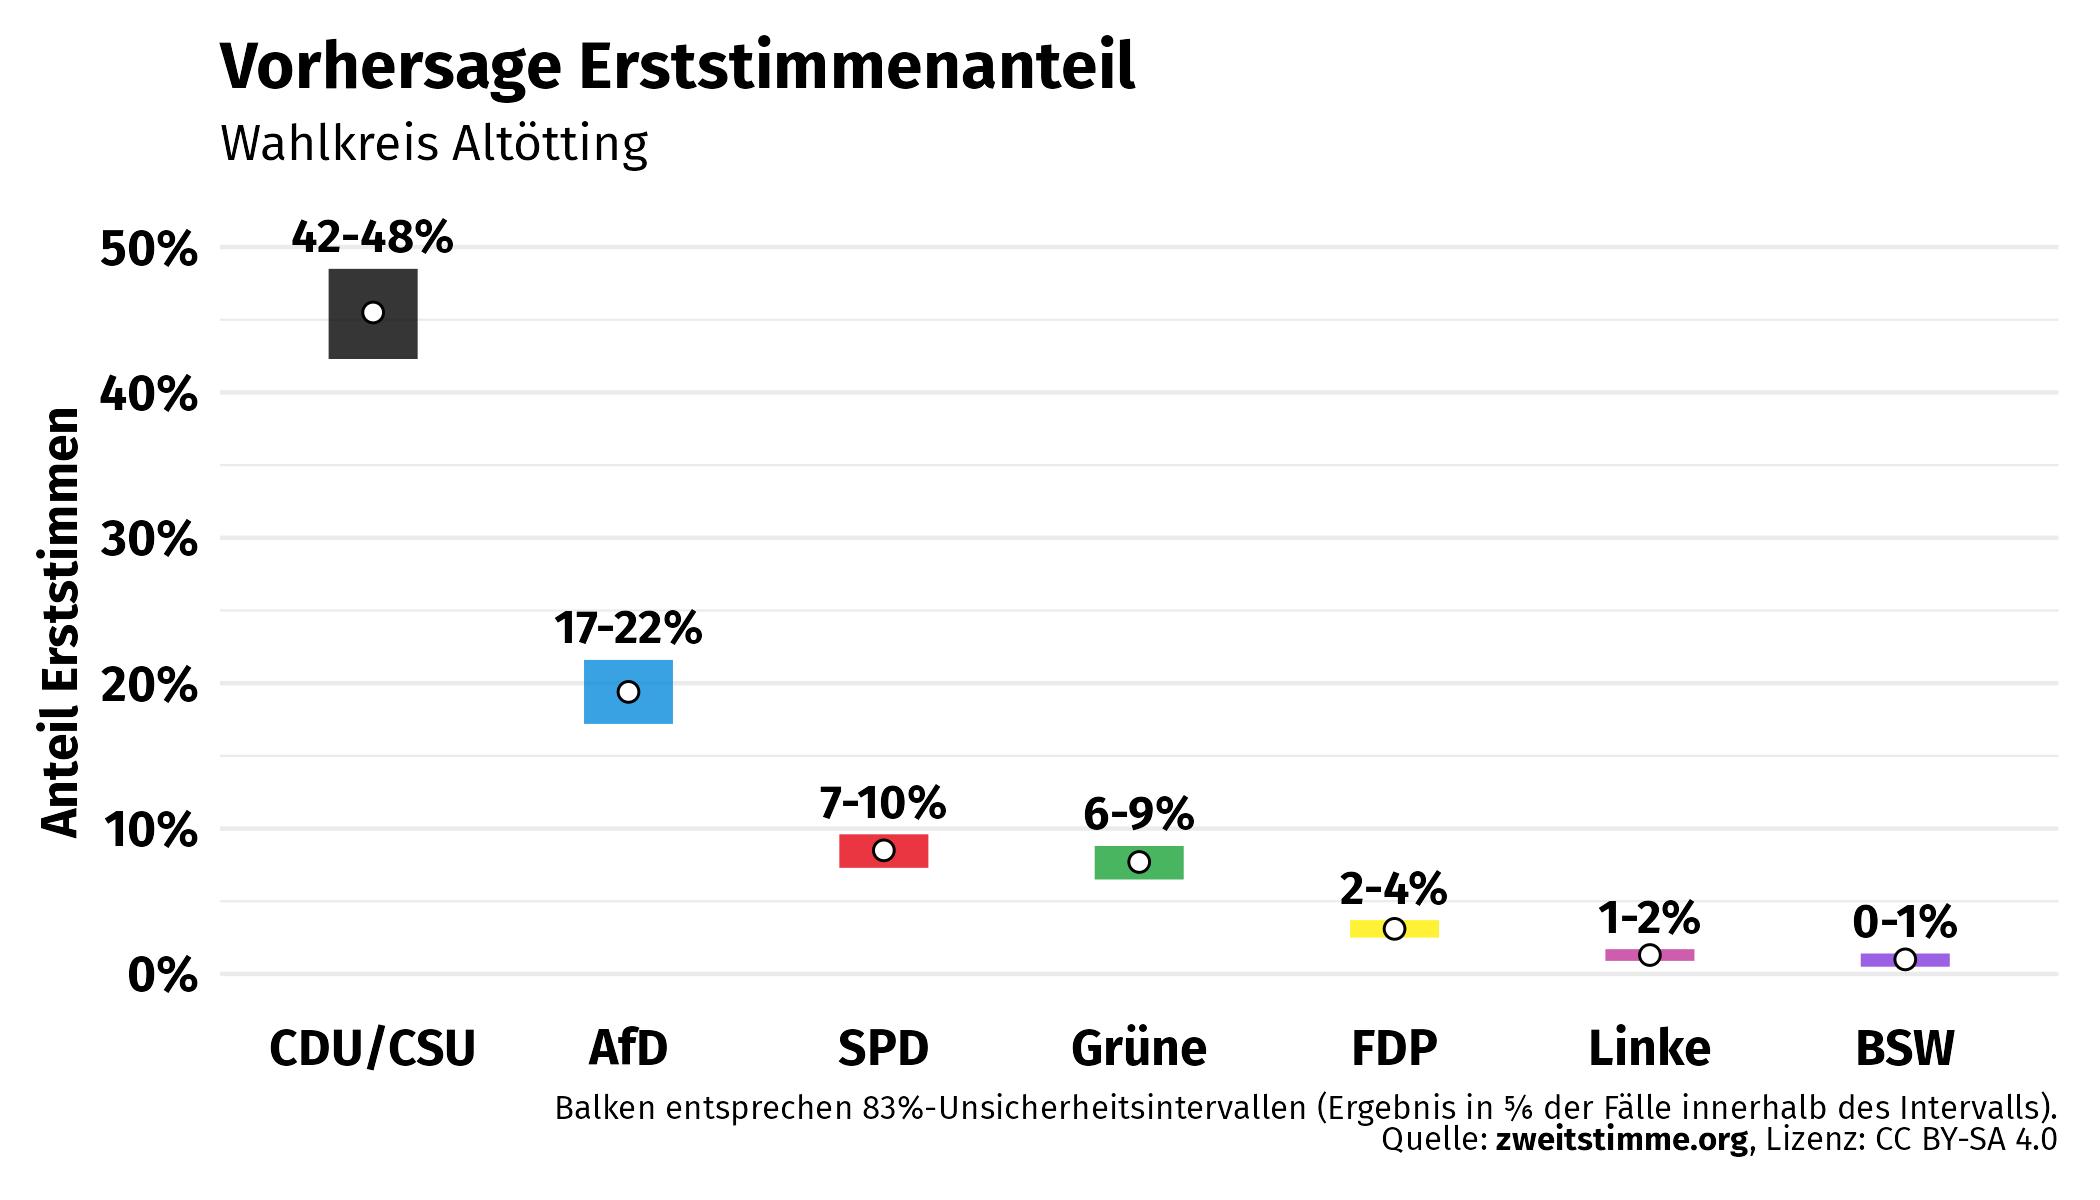 Vorhersage Erststimmenanteil
Wahlkreis Altötting
Anteil Erststimmen
50%
40%
30%
20%
10%
0%
42-48%
17-22%
7-10%
6-9%
2-4%
1-2%
0-1%
CDU/CSU AfD SPD Grüne FDP Linke BSW
Balken entsprechen 83%-Unsicherheitsintervallen (Ergebnis in ⅚ der Fälle innerhalb des Intervalls).
Quelle: zweitstimme.org, Lizenz: CC BY-SA 4.0